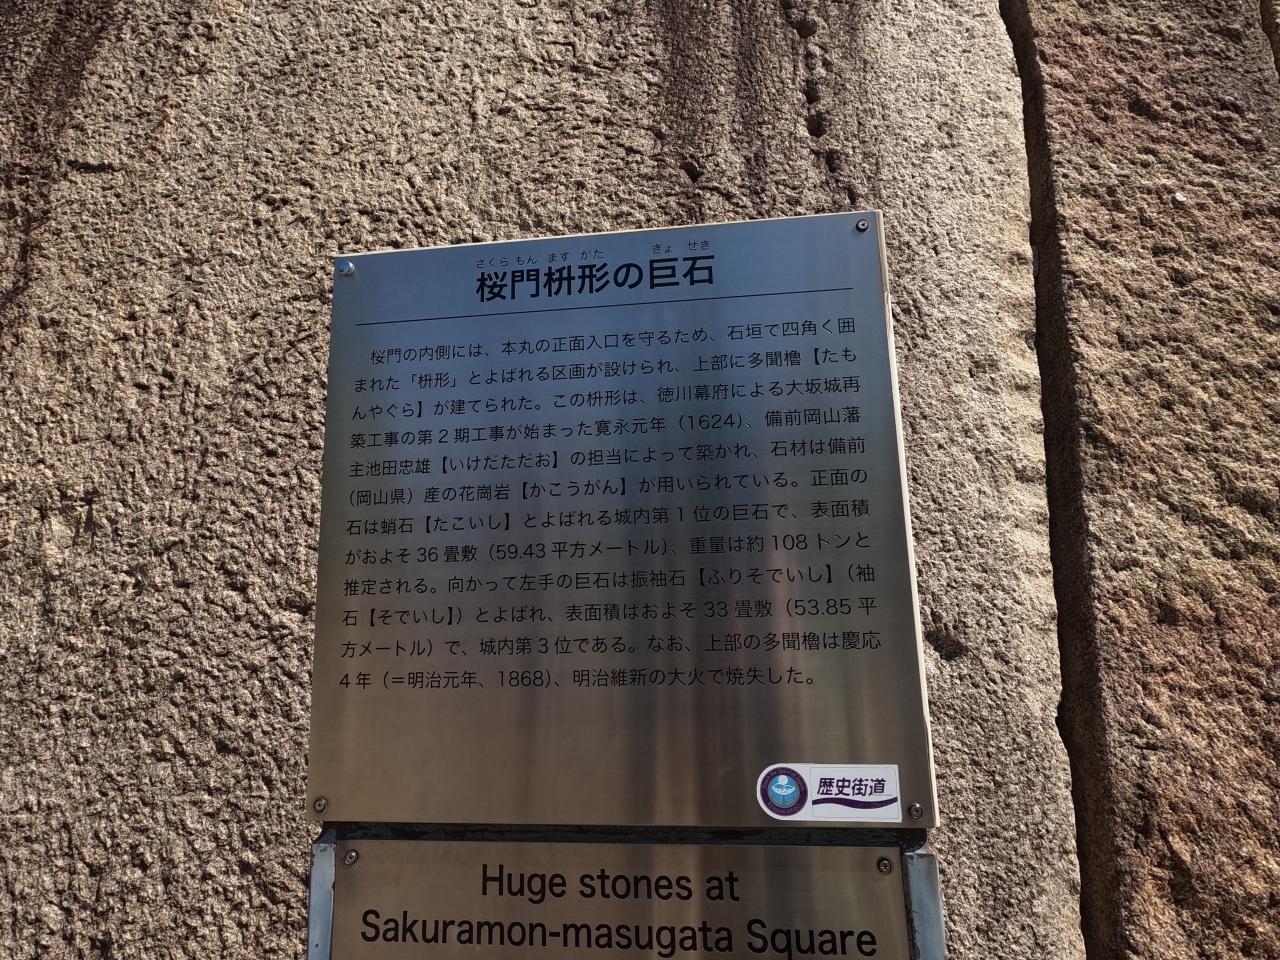 さくら もん ます がた きょ せき
桜門枡形の巨石
桜門の内側には、本丸の正面入口を守るため、石垣で四角く囲
まれた「枡形」とよばれる区画が設けられ、上部に多聞櫓【たも
んやぐら】が建てられた。この枡形は、徳川幕府による大坂城再
築工事の第2期工事が始まった寛永元年（1624）、備前岡山藩
主池田忠雄【いけだただお】の担当によって築かれ、石材は備前
（岡山県）産の花崗岩【かこうがん】が用いられている。正面の
石は蛸石【たこいし】とよばれる城内第1位の巨石で、表面積
がおよそ36畳敷（59.43平方メートル）、重量は約108トンと
推定される。向かって左手の巨石は振袖石【ふりそでいし】（袖
石【そでいし】）とよばれ、表面積はおよそ33畳敷（53.85平
方メートル）で、城内第3位である。なお、上部の多聞櫓は慶応
4年（＝明治元年、1868）、明治維新の大火で焼失した。
歴史街道
Huge stones at
Sakuramon-masugata Square